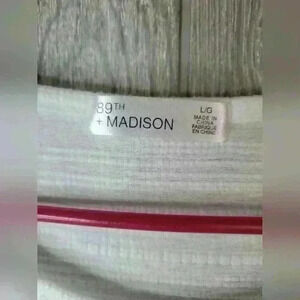 89TH
+ MADISON
L/G
MADE IN
CHINA
FABRIQUÉ
EN CHINE